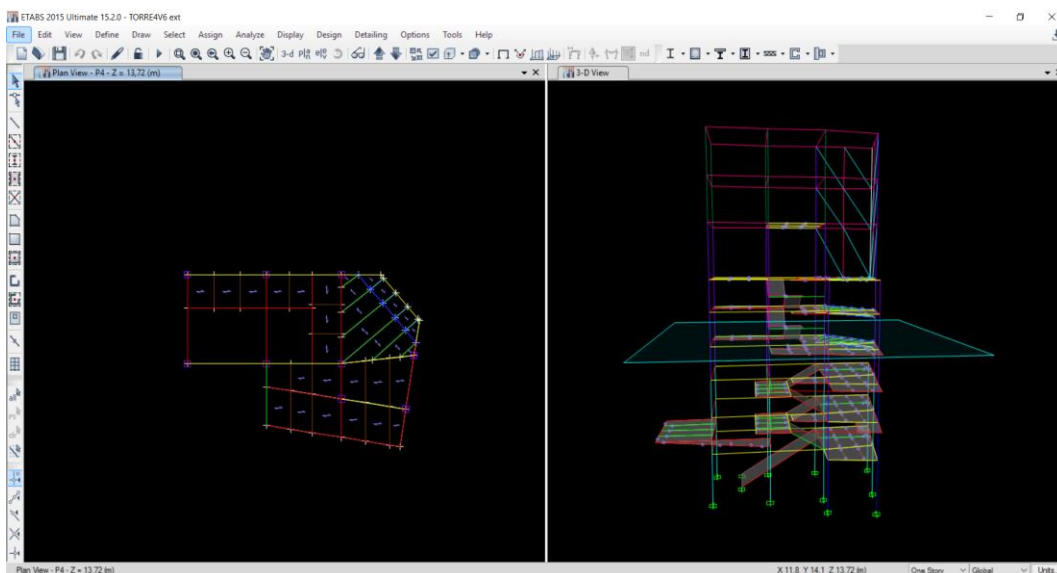 ETABS 2015 Ultimate 15.2.0 - TORRE4V6 ext
File Edit View Define Draw Select Assign Analyze Display Design Detailing Options Tools Help
3-d
nd
Plan View - P4 - Z = 13,72 (m)
3-D View
Plan View - P4 - Z = 13.72 (m)
X 11.8 Y 14.1 Z 13.72 (m)
One Story
Global
Units